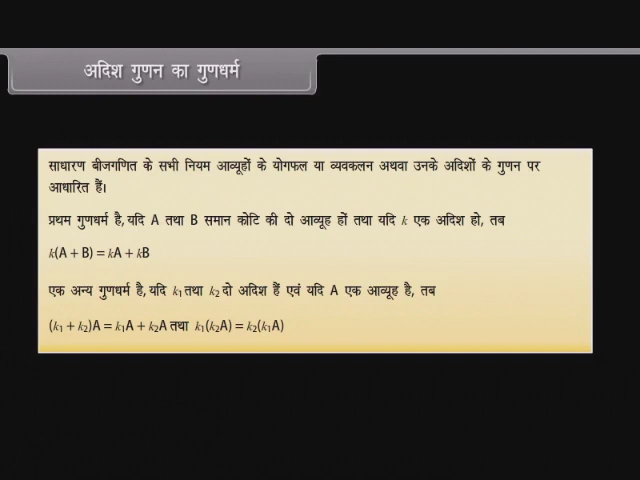 अदिश गुणन का गुणधर्म
साधारण बीजगणित के सभी नियम आव्यूहों के योगफल या व्यवकलन अथवा उनके अदिशों के गुणन पर
आधारित हैं।
प्रथम गुणधर्म है, यदि A तथा B समान कोटि की दो आव्यूह हों तथा यदि k एक अदिश हो, तब
k(A + B) = kA + kB
एक अन्य गुणधर्म है, यदि k₁ तथा k₂ दो अदिश हैं एवं यदि A एक आव्यूह है, तब
(k₁ + k₂)A = k₁A + k₂A तथा k₁(k₂A) = k₂(k₁A)